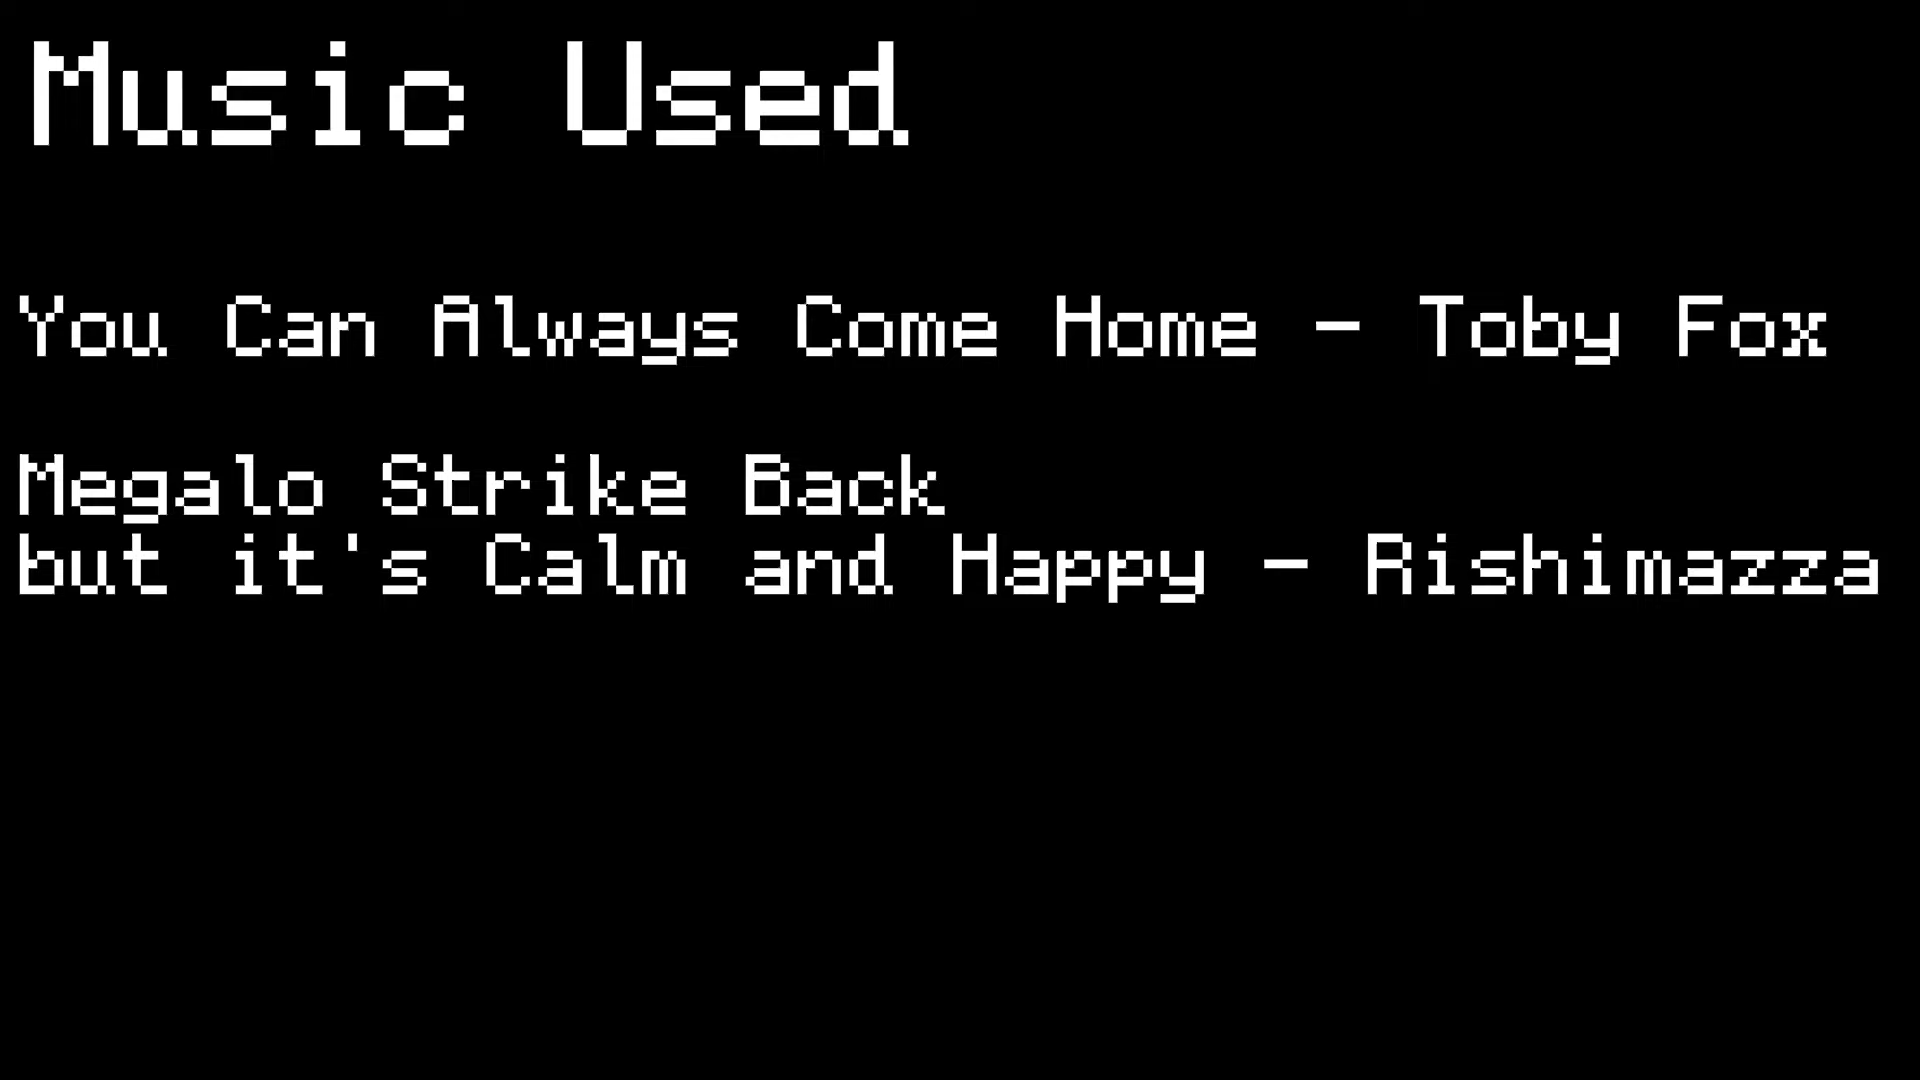 Music Used
You Can Always Come Home - Toby Fox
Megalo Strike Back
but it's Calm and Happy - Rishimazza